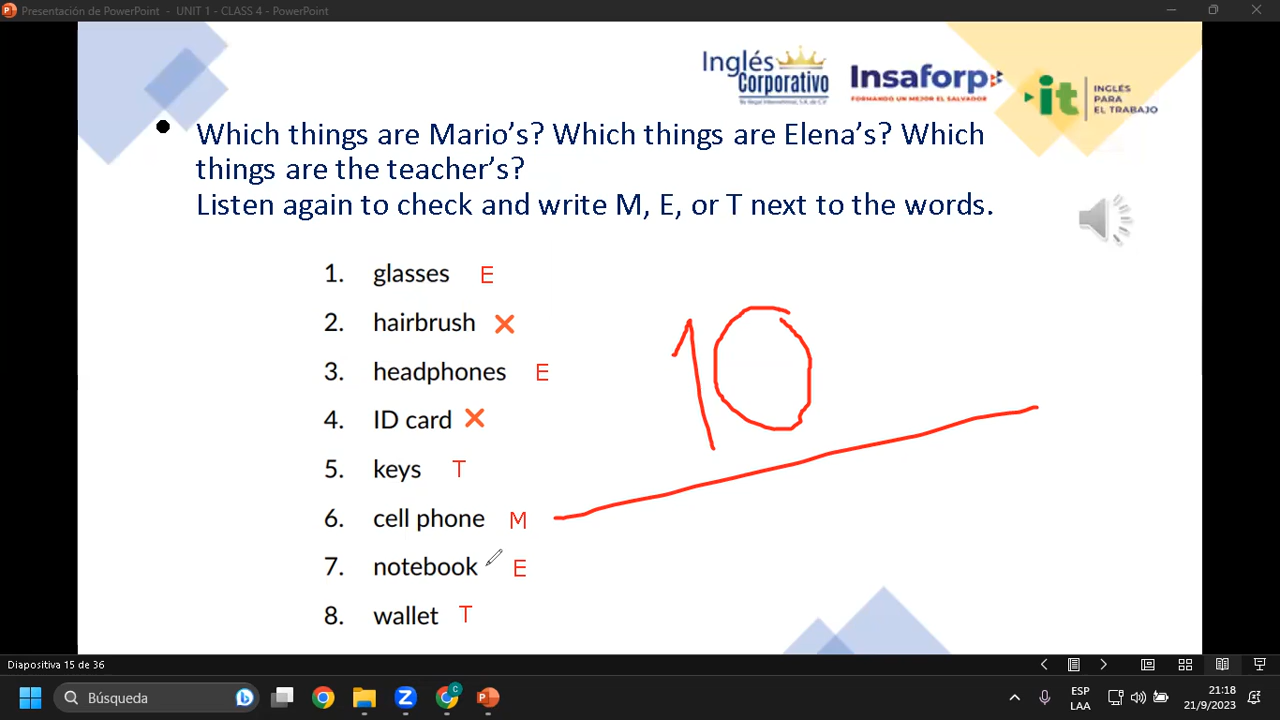 Presentación de PowerPoint - UNIT 1 - CLASS 4 - PowerPoint
Inglés
Corporativo
Insaforp
FORMANDO UN MEJOR EL SALVADOR
it
INGLÉS
PARA
EL TRABAJO
• Which things are Mario's? Which things are Elena's? Which
things are the teacher's?
Listen again to check and write M, E, or T next to the words.
1. glasses E
2. hairbrush ✕
3. headphones E
4. ID card ✕
5. keys T
6. cell phone M
7. notebook E
8. wallet T
10
Diapositiva 15 de 36
Búsqueda
ESP
LAA
21:18
21/9/2023